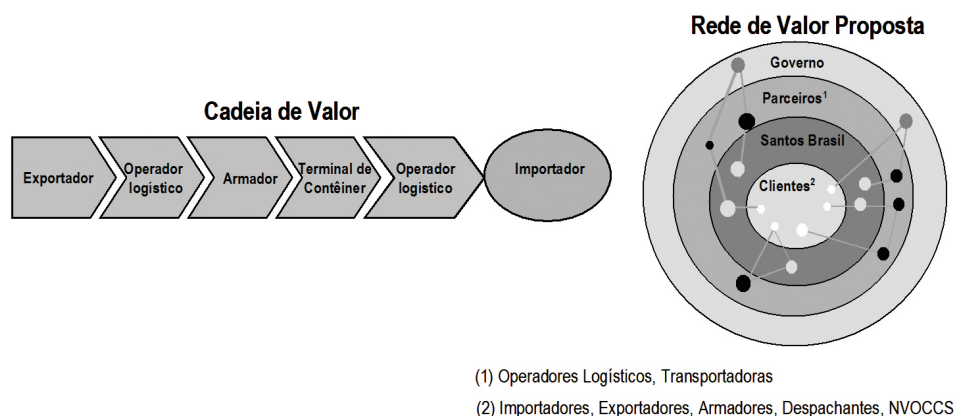 Cadeia de Valor
Exportador
Operador
logístico
Armador
Terminal de
Contêiner
Operador
logístico
Importador
Rede de Valor Proposta
Governo
Parceiros¹
Santos Brasil
Clientes²
(1) Operadores Logísticos, Transportadoras
(2) Importadores, Exportadores, Armadores, Despachantes, NVOCCS